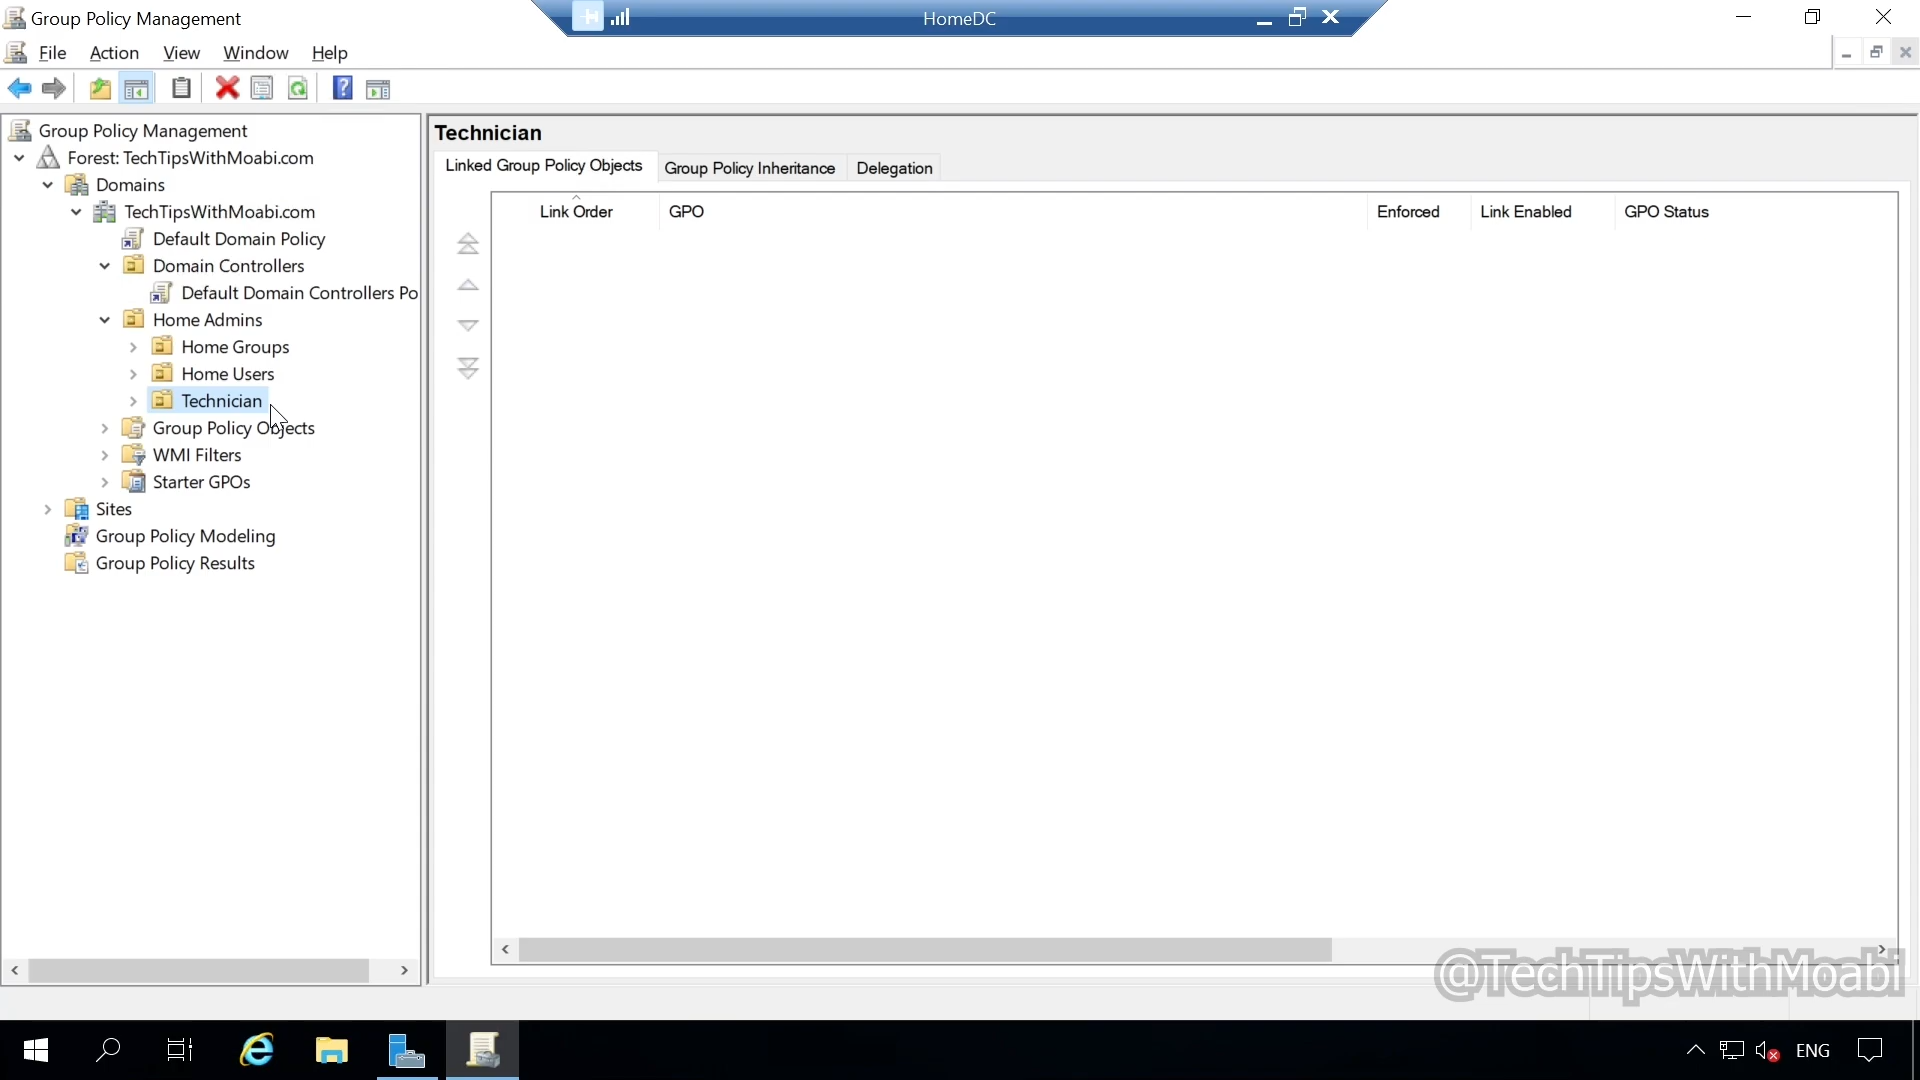 Group Policy Management
HomeDC
File Action View Window Help
Group Policy Management
Forest: TechTipsWithMoabi.com
Domains
TechTipsWithMoabi.com
Default Domain Policy
Domain Controllers
Default Domain Controllers Po
Home Admins
Home Groups
Home Users
Technician
Group Policy Objects
WMI Filters
Starter GPOs
Sites
Group Policy Modeling
Group Policy Results
Technician
Linked Group Policy Objects Group Policy Inheritance Delegation
Link Order GPO Enforced Link Enabled GPO Status
@TechTipsWithMoabi
ENG